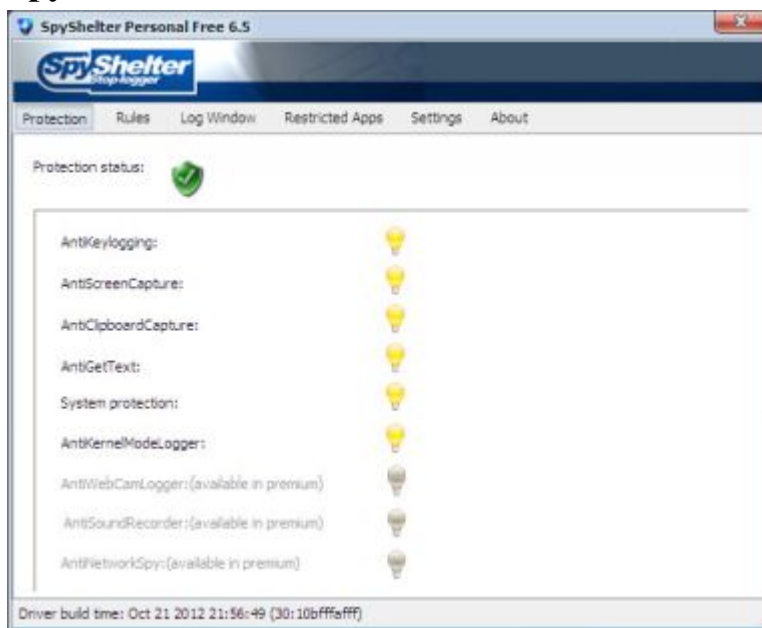 SpyShelter Personal Free 6.5
SpyShelter
Stop-logger
Protection Rules Log Window Restricted Apps Settings About
Protection status:
AntiKeylogging:
AntiScreenCapture:
AntiClipboardCapture:
AntiGetText:
System protection:
AntiKernelModeLogger:
AntiWebCamLogger:(available in premium)
AntiSoundRecorder:(available in premium)
AntiNetworkSpy:(available in premium)
Driver build time: Oct 21 2012 21:56:49 (30:10bfffafff)